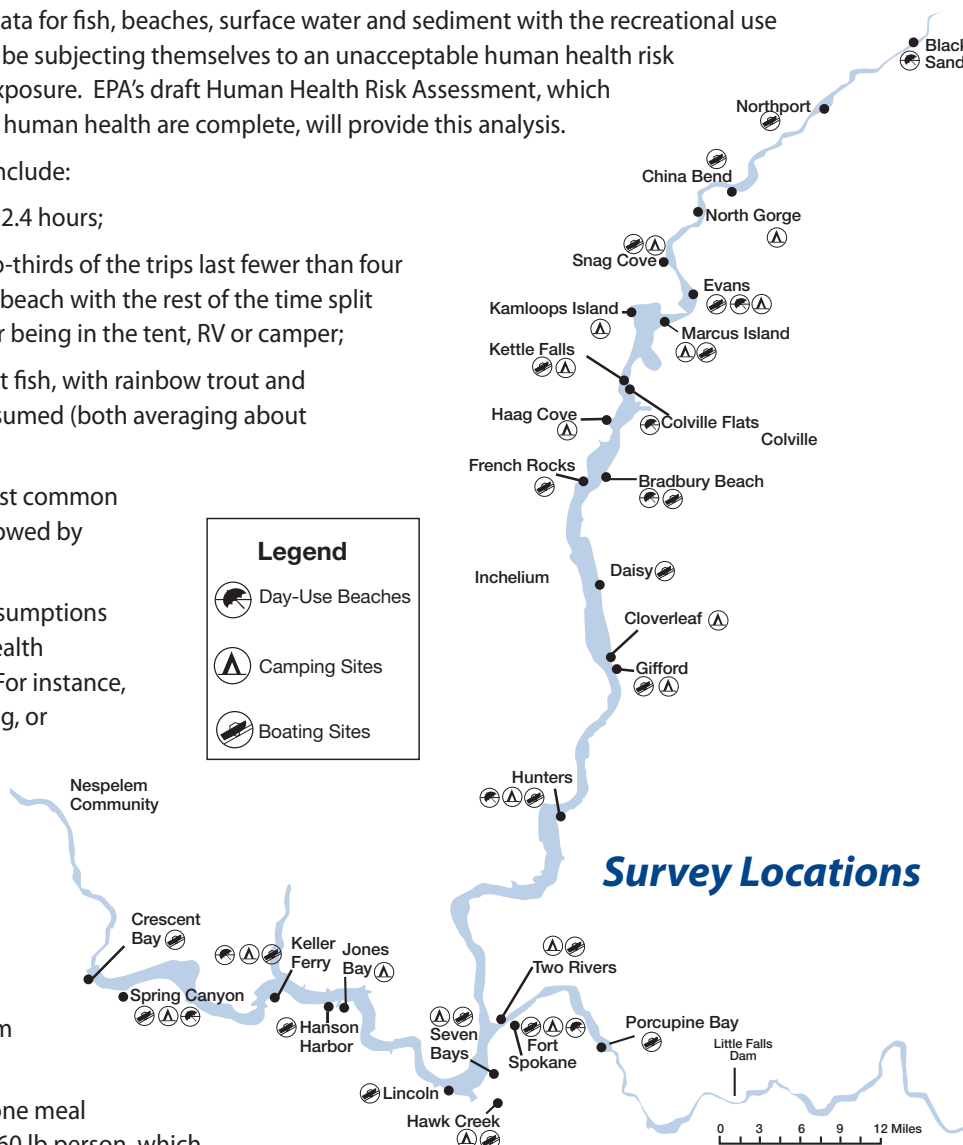 ata for fish, beaches, surface water and sediment with the recreational use
be subjecting themselves to an unacceptable human health risk
xposure. EPA's draft Human Health Risk Assessment, which
human health are complete, will provide this analysis.
nclude:
2.4 hours;
o-thirds of the trips last fewer than four
beach with the rest of the time split
r being in the tent, RV or camper;
t fish, with rainbow trout and
sumed (both averaging about
st common
owed by
sumptions
ealth
For instance,
g, or
m
one meal
60 lb person, which
Legend
Day-Use Beaches
Camping Sites
Boating Sites
Survey Locations
Black
Sand
Northport
China Bend
North Gorge
Snag Cove
Evans
Kamloops Island
Marcus Island
Kettle Falls
Haag Cove
Colville Flats
Colville
French Rocks
Bradbury Beach
Inchelium
Daisy
Cloverleaf
Gifford
Hunters
Nespelem
Community
Crescent
Bay
Spring Canyon
Keller
Ferry
Jones
Bay
Hanson
Harbor
Two Rivers
Seven
Bays
Fort
Spokane
Porcupine Bay
Little Falls
Dam
Lincoln
Hawk Creek
0 3 6 9 12 Miles